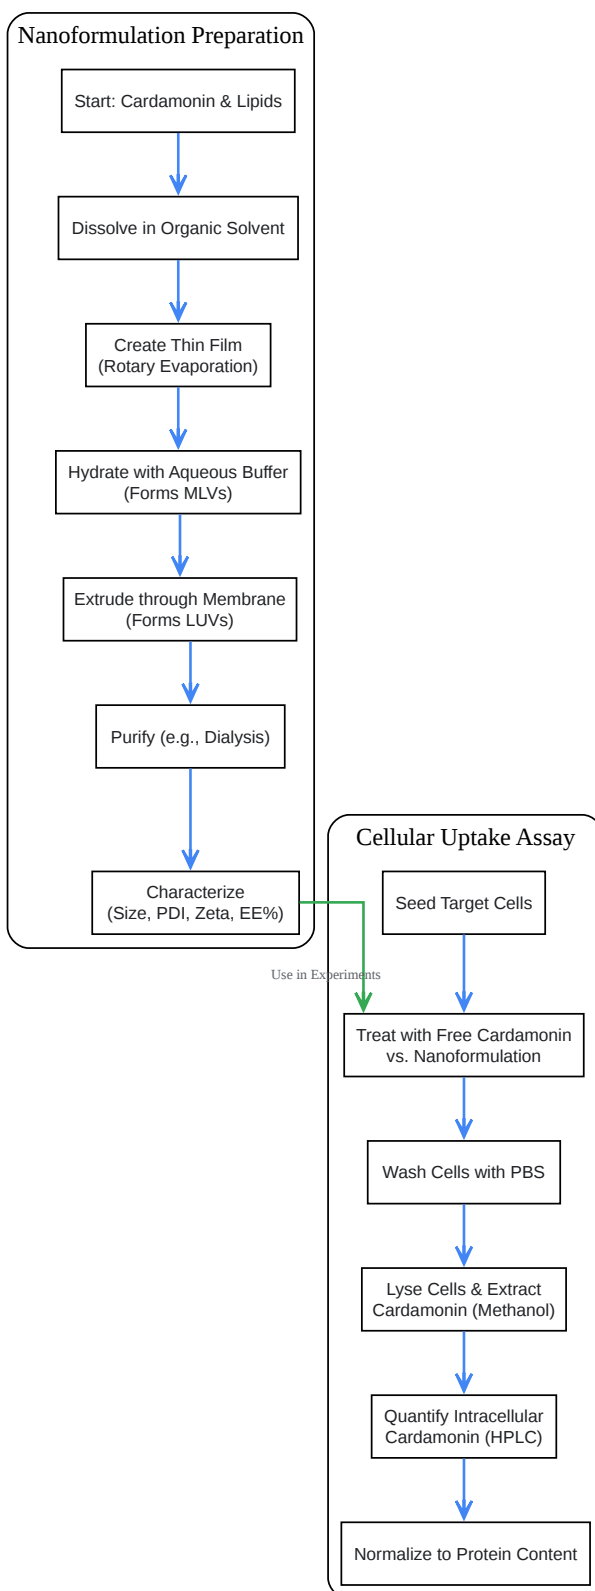 Nanoformulation Preparation
Start: Cardamonin & Lipids
Dissolve in Organic Solvent
Create Thin Film
(Rotary Evaporation)
Hydrate with Aqueous Buffer
(Forms MLVs)
Extrude through Membrane
(Forms LUVs)
Purify (e.g., Dialysis)
Characterize
(Size, PDI, Zeta, EE%)
Use in Experiments
Cellular Uptake Assay
Seed Target Cells
Treat with Free Cardamonin
vs. Nanoformulation
Wash Cells with PBS
Lyse Cells & Extract
Cardamonin (Methanol)
Quantify Intracellular
Cardamonin (HPLC)
Normalize to Protein Content